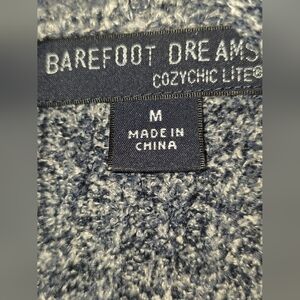 BAREFOOT DREAMS
COZYCHIC LITE®
M
MADE IN
CHINA